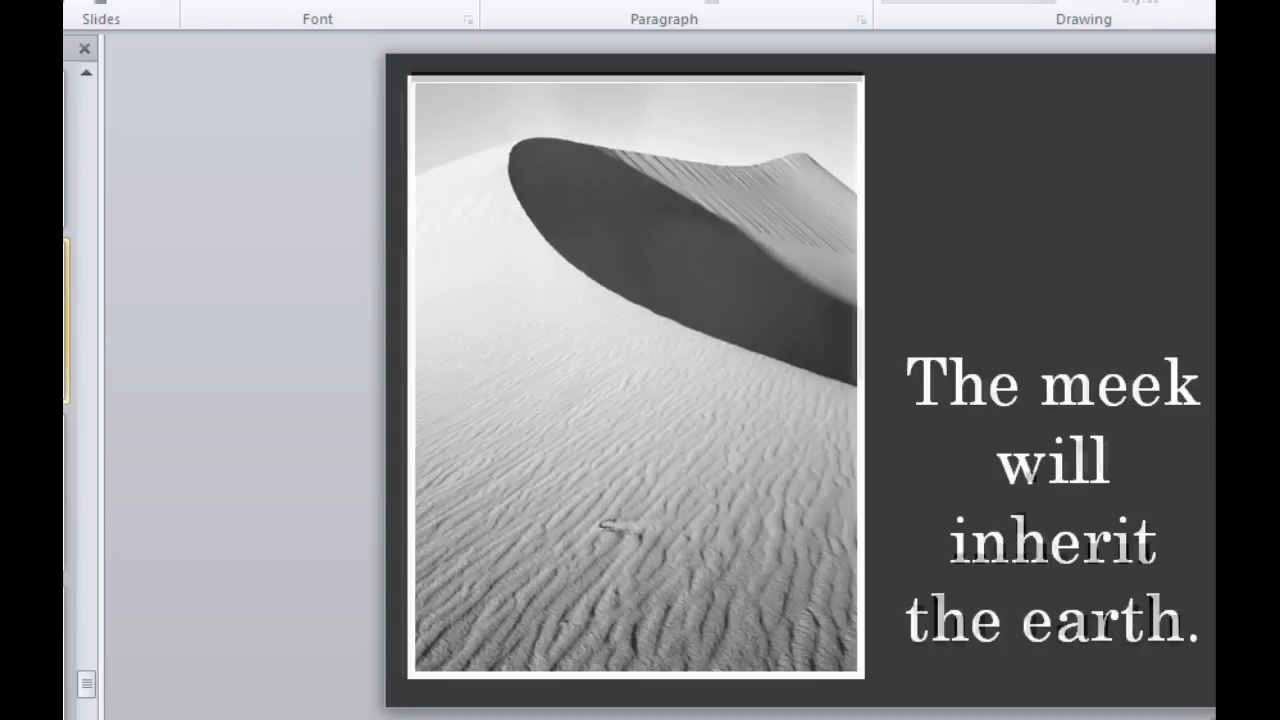 Slides
Font
Paragraph
Drawing
The meek
will
inherit
the earth.